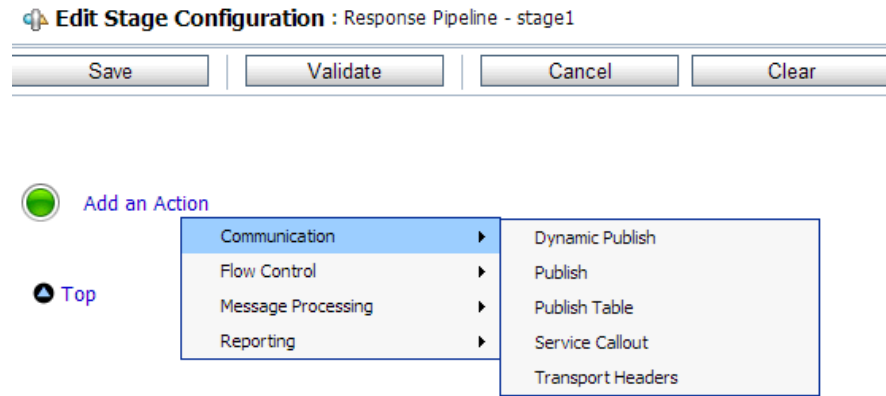 Edit Stage Configuration : Response Pipeline - stage1
Save Validate Cancel Clear
Add an Action
Communication Dynamic Publish
Flow Control Publish
Top Message Processing Publish Table
Reporting Service Callout
Transport Headers